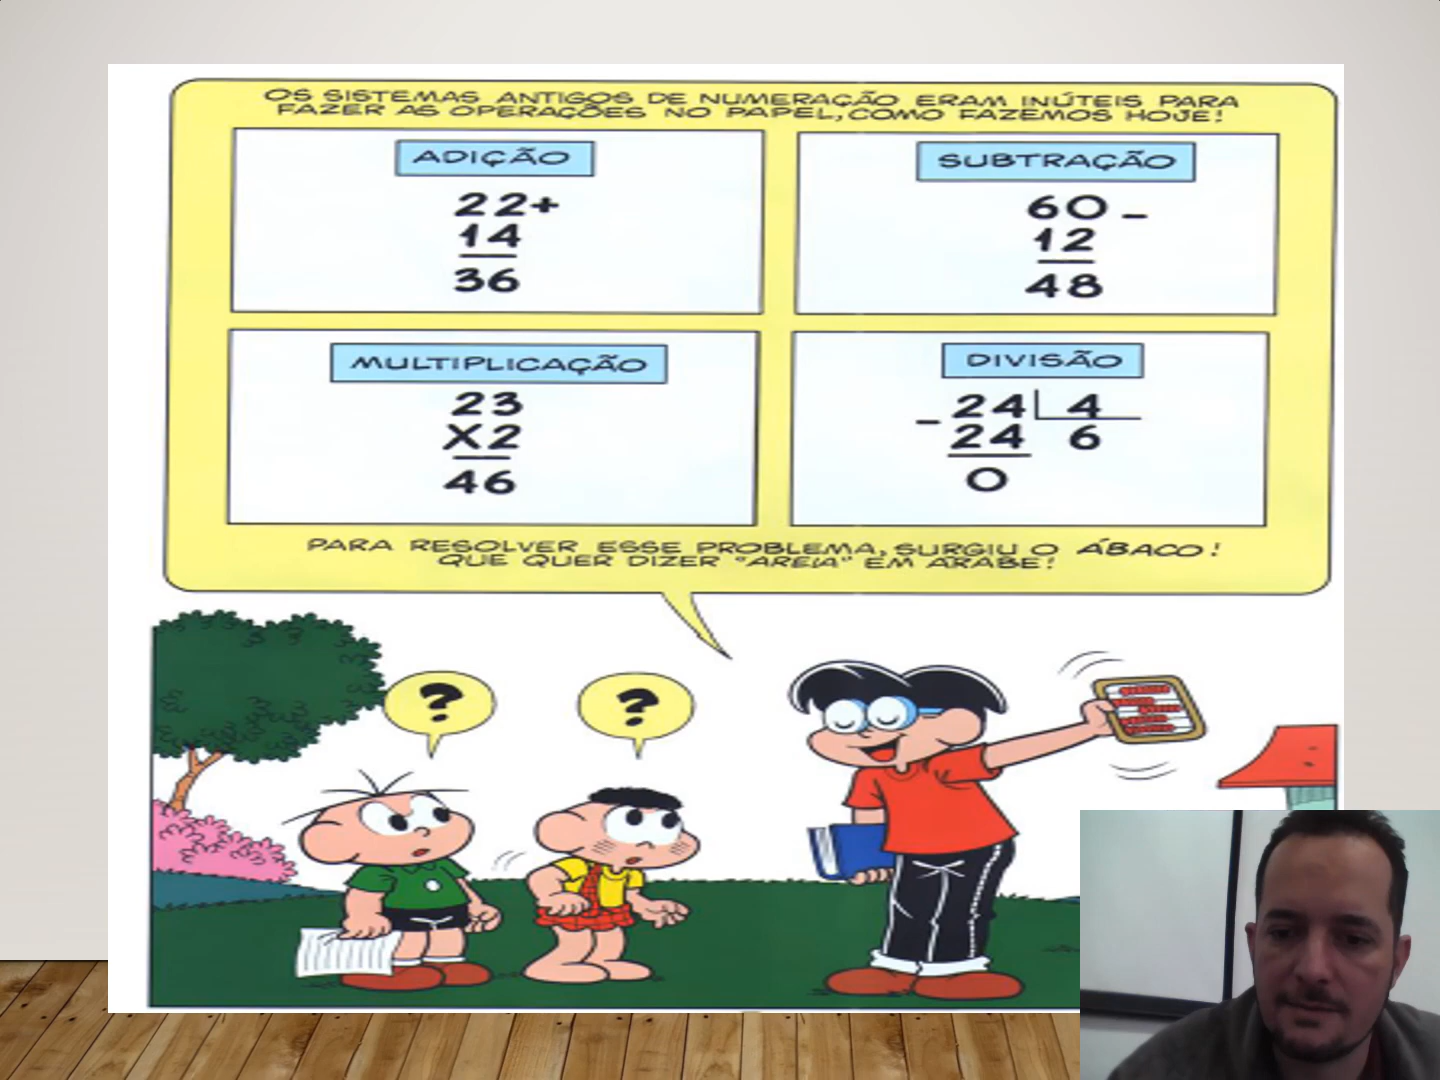 OS SISTEMAS ANTIGOS DE NUMERAÇÃO ERAM INÚTEIS PARA
FAZER AS OPERAÇÕES NO PAPEL, COMO FAZEMOS HOJE!
ADIÇÃO
22+
14
36
SUBTRAÇÃO
60 -
12
48
MULTIPLICAÇÃO
23
X2
46
DIVISÃO
24 4
- 24 6
0
PARA RESOLVER ESSE PROBLEMA, SURGIU O ÁBACO!
QUE QUER DIZER "AREIA" EM ÁRABE!
?
?